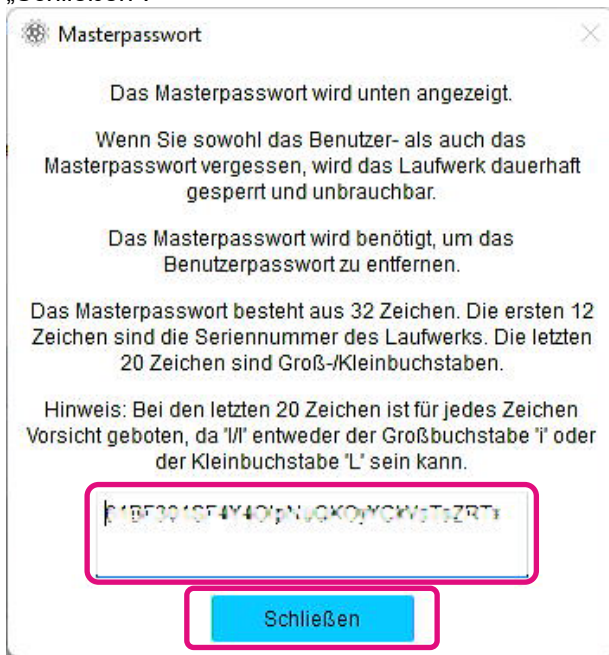 „Schließen“.
Masterpasswort
Das Masterpasswort wird unten angezeigt.
Wenn Sie sowohl das Benutzer- als auch das
Masterpasswort vergessen, wird das Laufwerk dauerhaft
gesperrt und unbrauchbar.
Das Masterpasswort wird benötigt, um das
Benutzerpasswort zu entfernen.
Das Masterpasswort besteht aus 32 Zeichen. Die ersten 12
Zeichen sind die Seriennummer des Laufwerks. Die letzten
20 Zeichen sind Groß-/Kleinbuchstaben.
Hinweis: Bei den letzten 20 Zeichen ist für jedes Zeichen
Vorsicht geboten, da 'I/l' entweder der Großbuchstabe 'i' oder
der Kleinbuchstabe 'L' sein kann.
Schließen